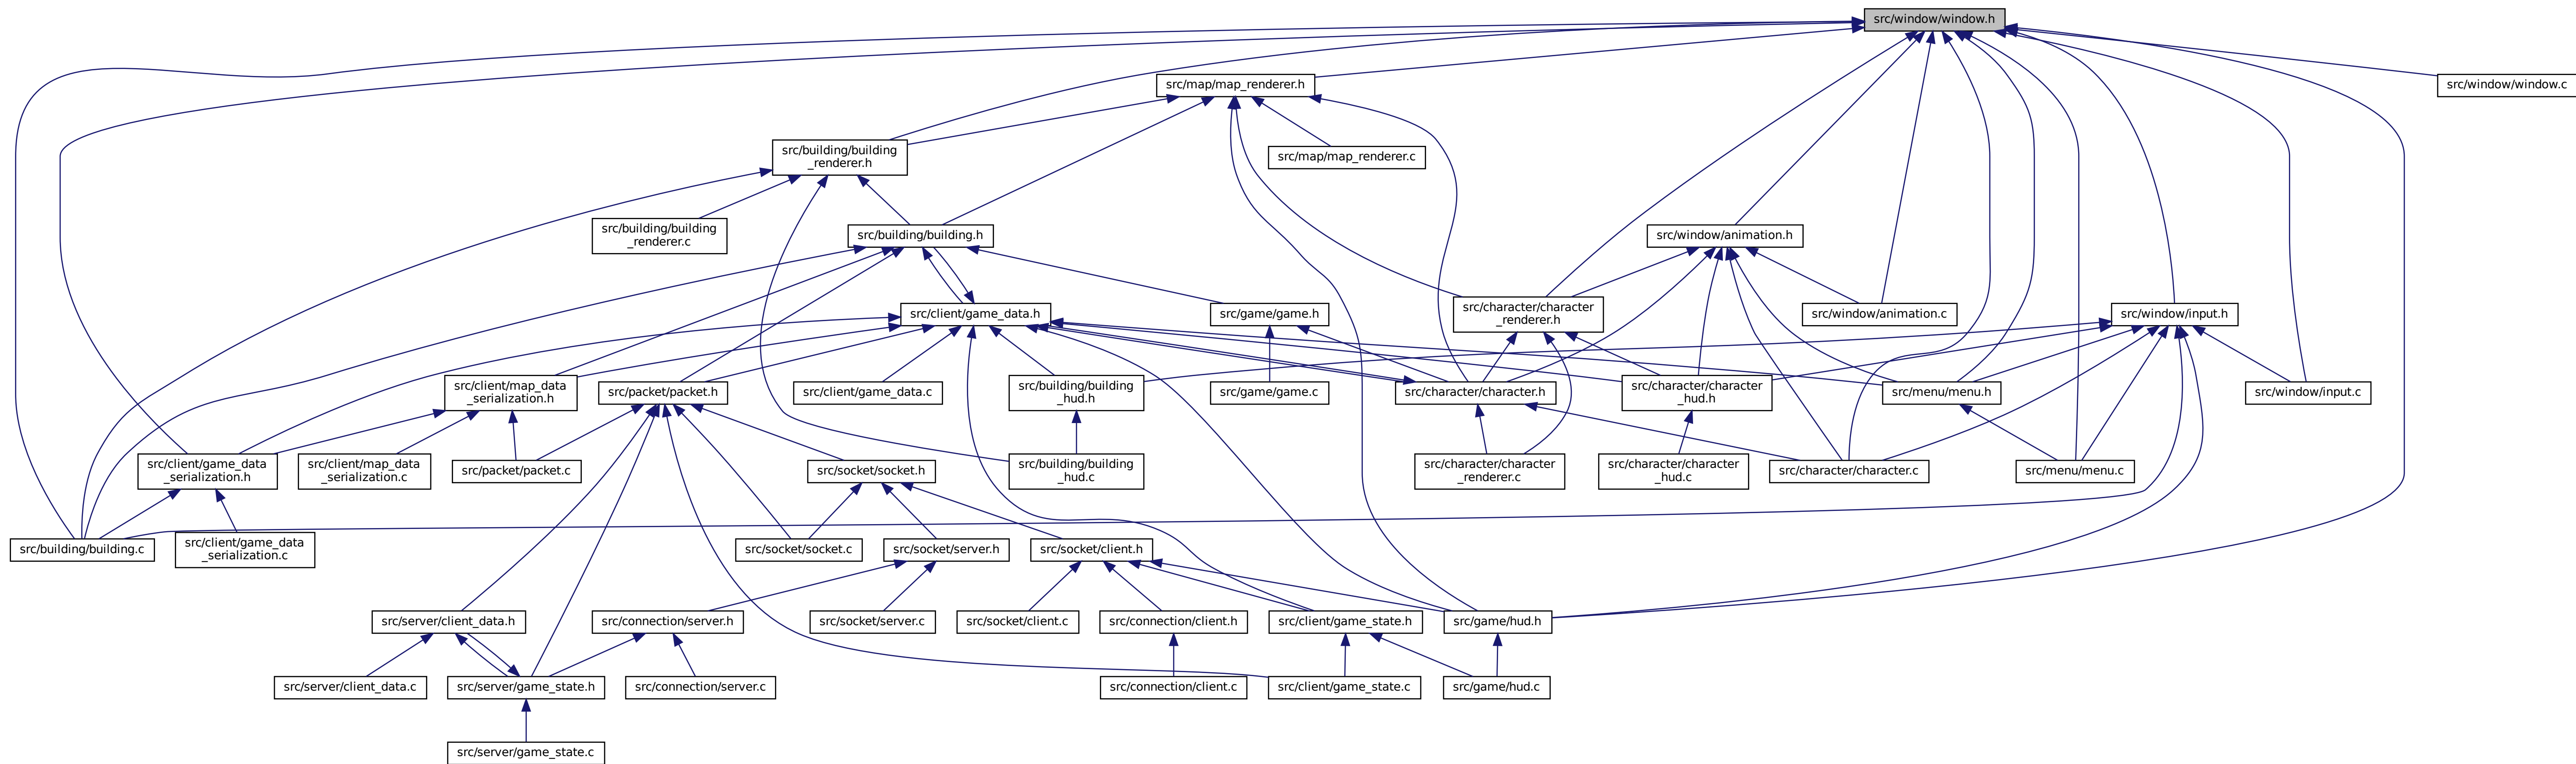 src/window/window.h
src/map/map_renderer.h
src/window/window.c
src/building/building
_renderer.h
src/map/map_renderer.c
src/building/building
_renderer.c
src/building/building.h
src/window/animation.h
src/client/game_data.h
src/game/game.h
src/character/character
_renderer.h
src/window/animation.c
src/window/input.h
src/client/map_data
_serialization.h
src/packet/packet.h
src/client/game_data.c
src/building/building
_hud.h
src/game/game.c
src/character/character.h
src/character/character
_hud.h
src/menu/menu.h
src/window/input.c
src/client/game_data
_serialization.h
src/client/map_data
_serialization.c
src/packet/packet.c
src/socket/socket.h
src/building/building
_hud.c
src/character/character
_renderer.c
src/character/character
_hud.c
src/character/character.c
src/menu/menu.c
src/building/building.c
src/client/game_data
_serialization.c
src/socket/socket.c
src/socket/server.h
src/socket/client.h
src/server/client_data.h
src/connection/server.h
src/socket/server.c
src/socket/client.c
src/connection/client.h
src/client/game_state.h
src/game/hud.h
src/server/client_data.c
src/server/game_state.h
src/connection/server.c
src/connection/client.c
src/client/game_state.c
src/game/hud.c
src/server/game_state.c